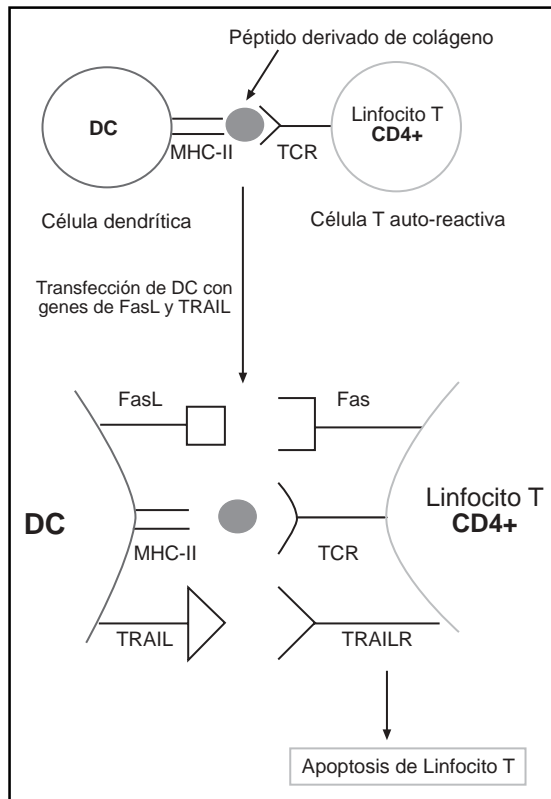 Péptido derivado de colágeno
DC
MHC-II
TCR
Linfocito T
CD4+
Célula dendrítica
Célula T auto-reactiva
Transfección de DC con
genes de FasL y TRAIL
FasL
Fas
DC
MHC-II
TCR
Linfocito T
CD4+
TRAIL
TRAILR
Apoptosis de Linfocito T